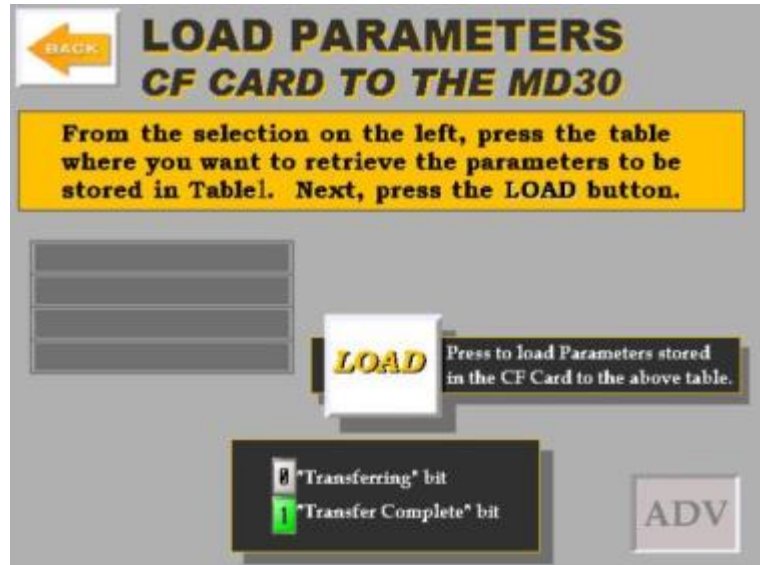 BACK
LOAD PARAMETERS
CF CARD TO THE MD30
From the selection on the left, press the table
where you want to retrieve the parameters to be
stored in Table1. Next, press the LOAD button.
LOAD
Press to load Parameters stored
in the CF Card to the above table.
0 "Transferring" bit
1 "Transfer Complete" bit
ADV